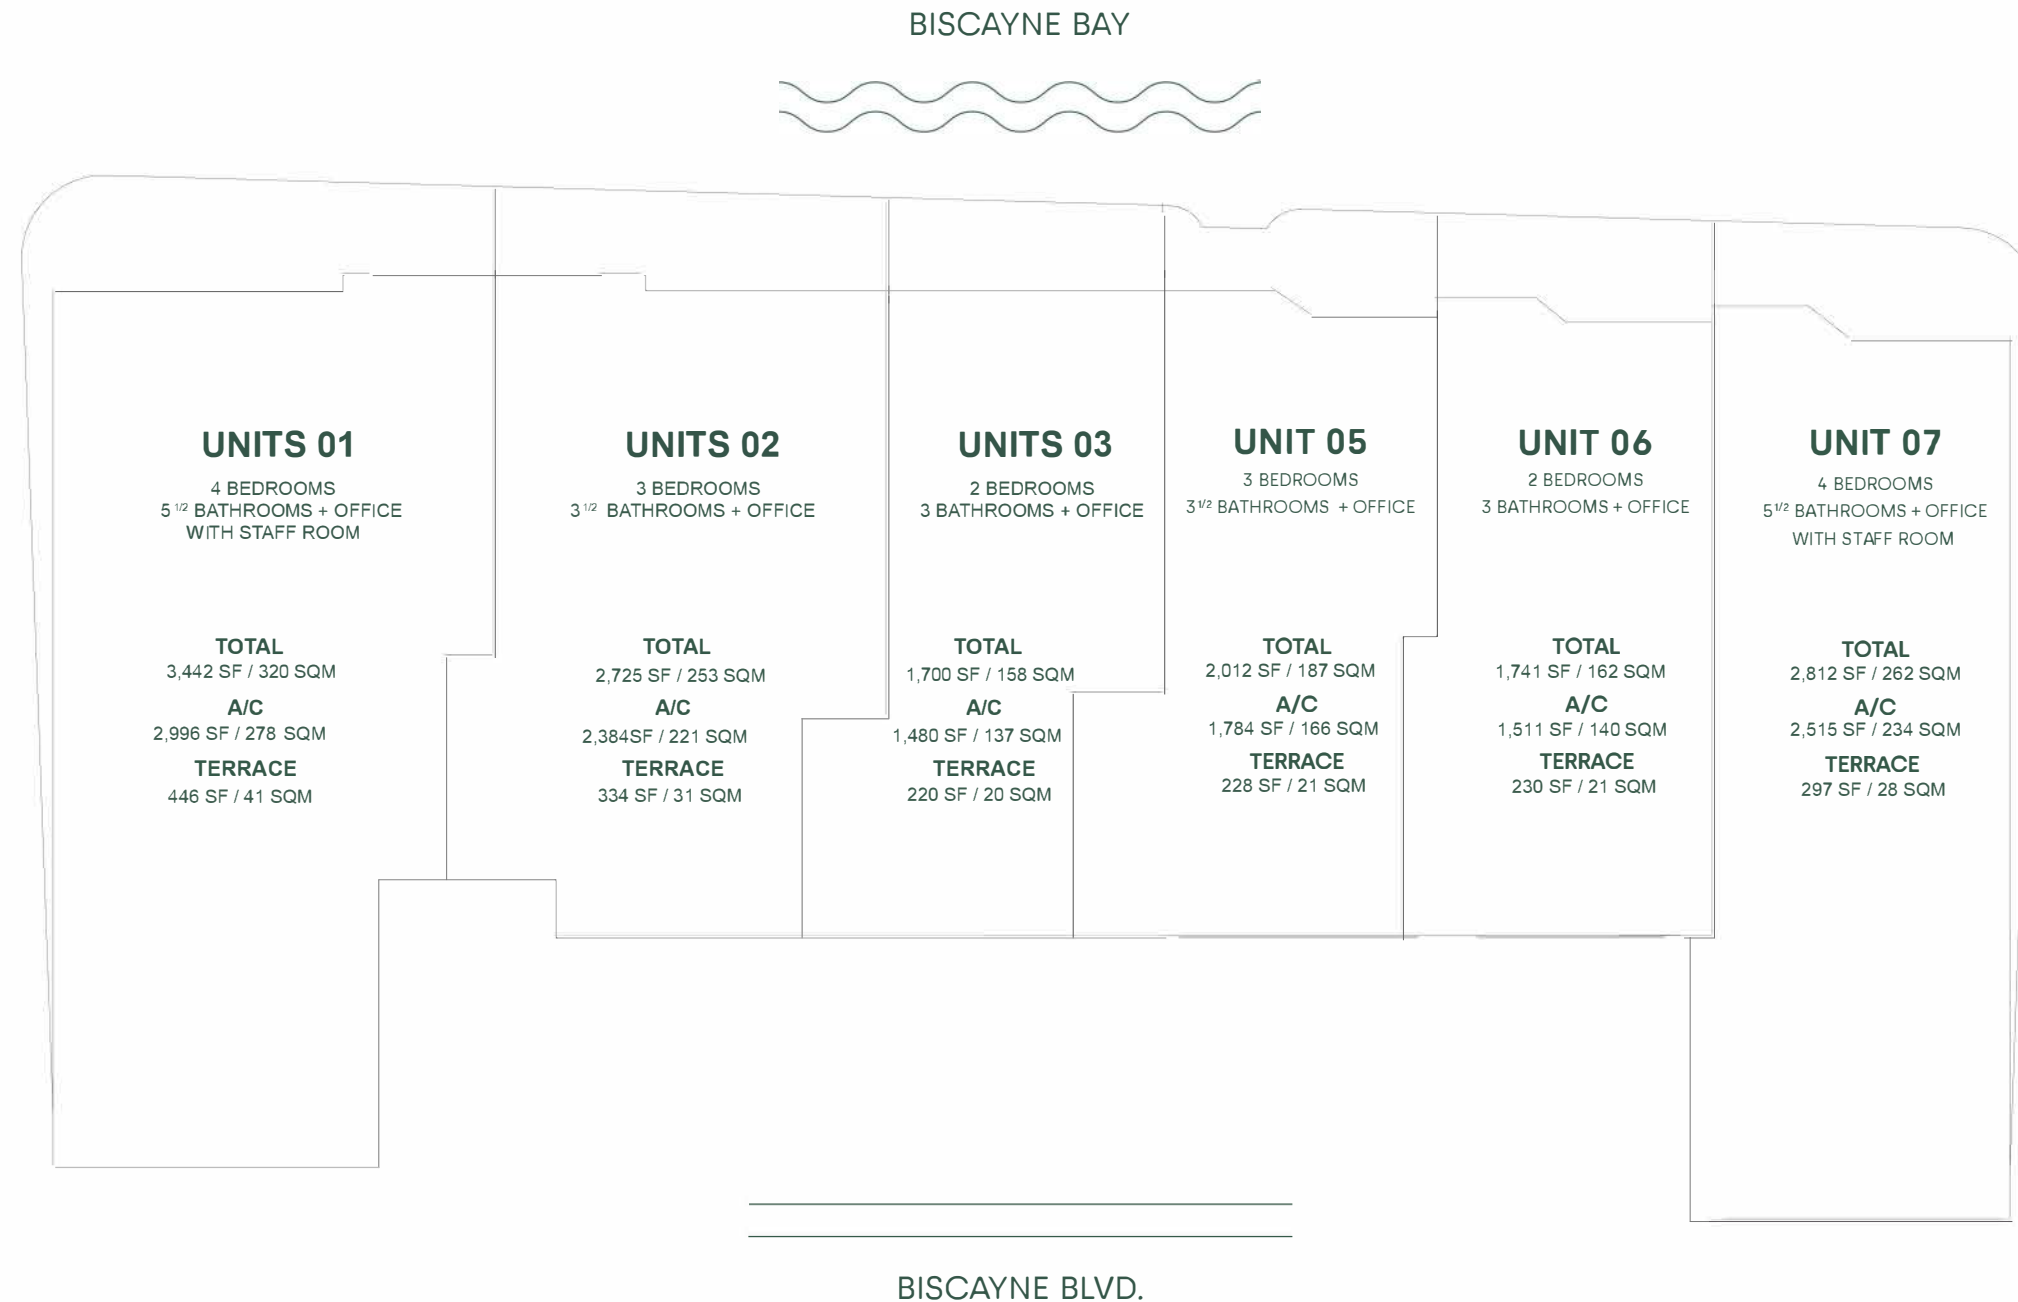 BISCAYNE BAY
UNITS 01
4 BEDROOMS
5 1/2 BATHROOMS + OFFICE
WITH STAFF ROOM
TOTAL
3,442 SF / 320 SQM
A/C
2,996 SF / 278 SQM
TERRACE
446 SF / 41 SQM
UNITS 02
3 BEDROOMS
3 1/2 BATHROOMS + OFFICE
TOTAL
2,725 SF / 253 SQM
A/C
2,384SF / 221 SQM
TERRACE
334 SF / 31 SQM
UNITS 03
2 BEDROOMS
3 BATHROOMS + OFFICE
TOTAL
1,700 SF / 158 SQM
A/C
1,480 SF / 137 SQM
TERRACE
220 SF / 20 SQM
UNIT 05
3 BEDROOMS
3 1/2 BATHROOMS + OFFICE
TOTAL
2,012 SF / 187 SQM
A/C
1,784 SF / 166 SQM
TERRACE
228 SF / 21 SQM
UNIT 06
2 BEDROOMS
3 BATHROOMS + OFFICE
TOTAL
1,741 SF / 162 SQM
A/C
1,511 SF / 140 SQM
TERRACE
230 SF / 21 SQM
UNIT 07
4 BEDROOMS
5 1/2 BATHROOMS + OFFICE
WITH STAFF ROOM
TOTAL
2,812 SF / 262 SQM
A/C
2,515 SF / 234 SQM
TERRACE
297 SF / 28 SQM
BISCAYNE BLVD.